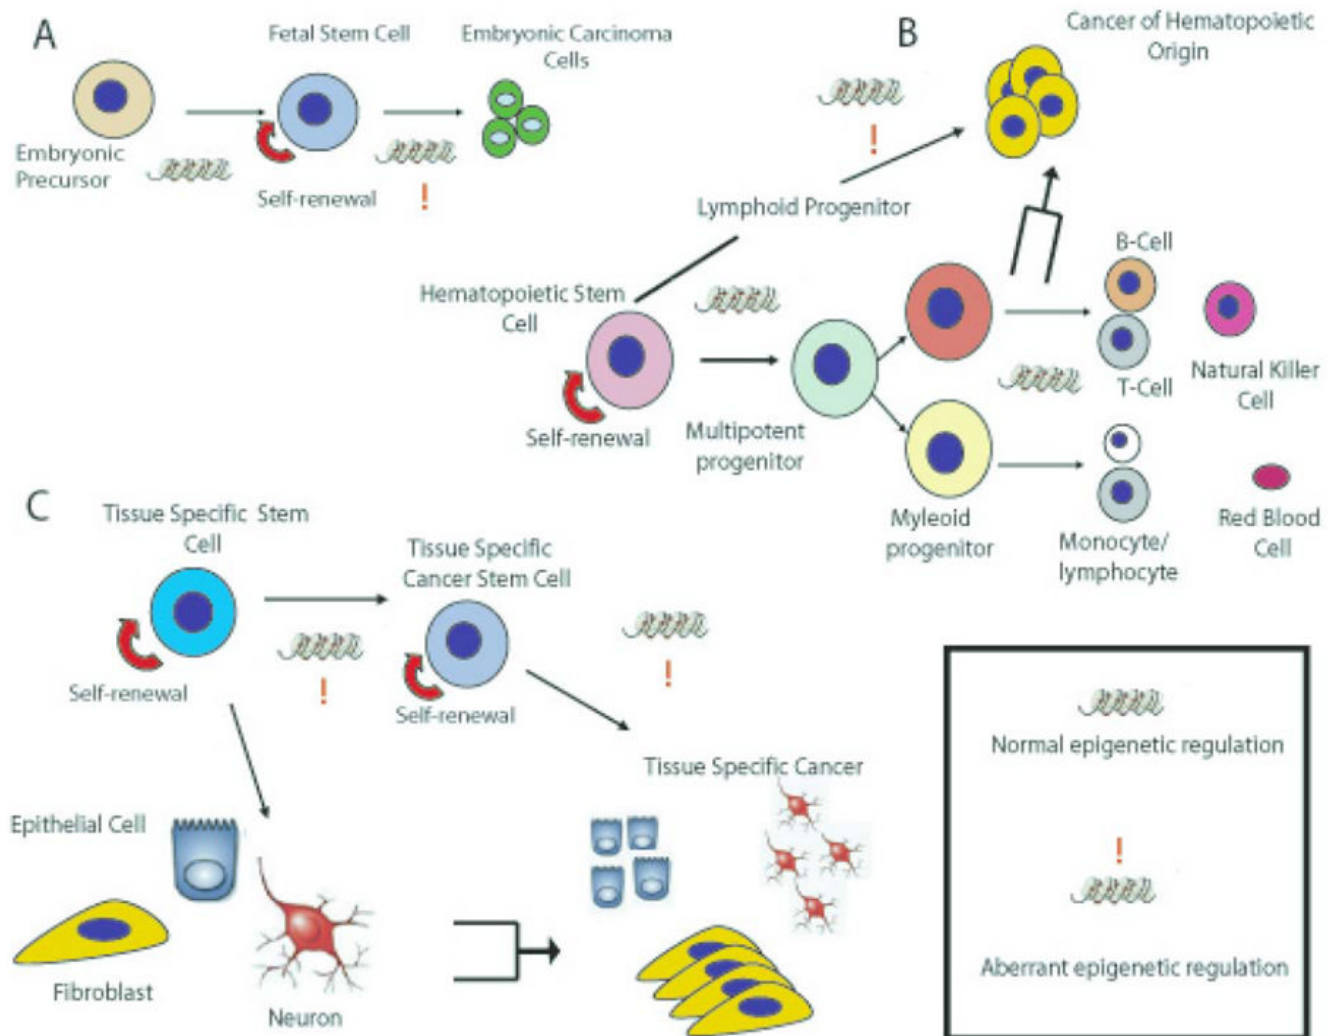 A
Fetal Stem Cell
Embryonic Carcinoma
Cells
Embryonic
Precursor
Self-renewal
!
B
Cancer of Hematopoietic
Origin
!
Lymphoid Progenitor
Hematopoietic Stem
Cell
Self-renewal
Multipotent
progenitor
B-Cell
T-Cell
Natural Killer
Cell
Myleoid
progenitor
Monocyte/
lymphocyte
Red Blood
Cell
C
Tissue Specific Stem
Cell
Self-renewal
!
Tissue Specific
Cancer Stem Cell
Self-renewal
!
Tissue Specific Cancer
Epithelial Cell
Fibroblast
Neuron
Normal epigenetic regulation
!
Aberrant epigenetic regulation